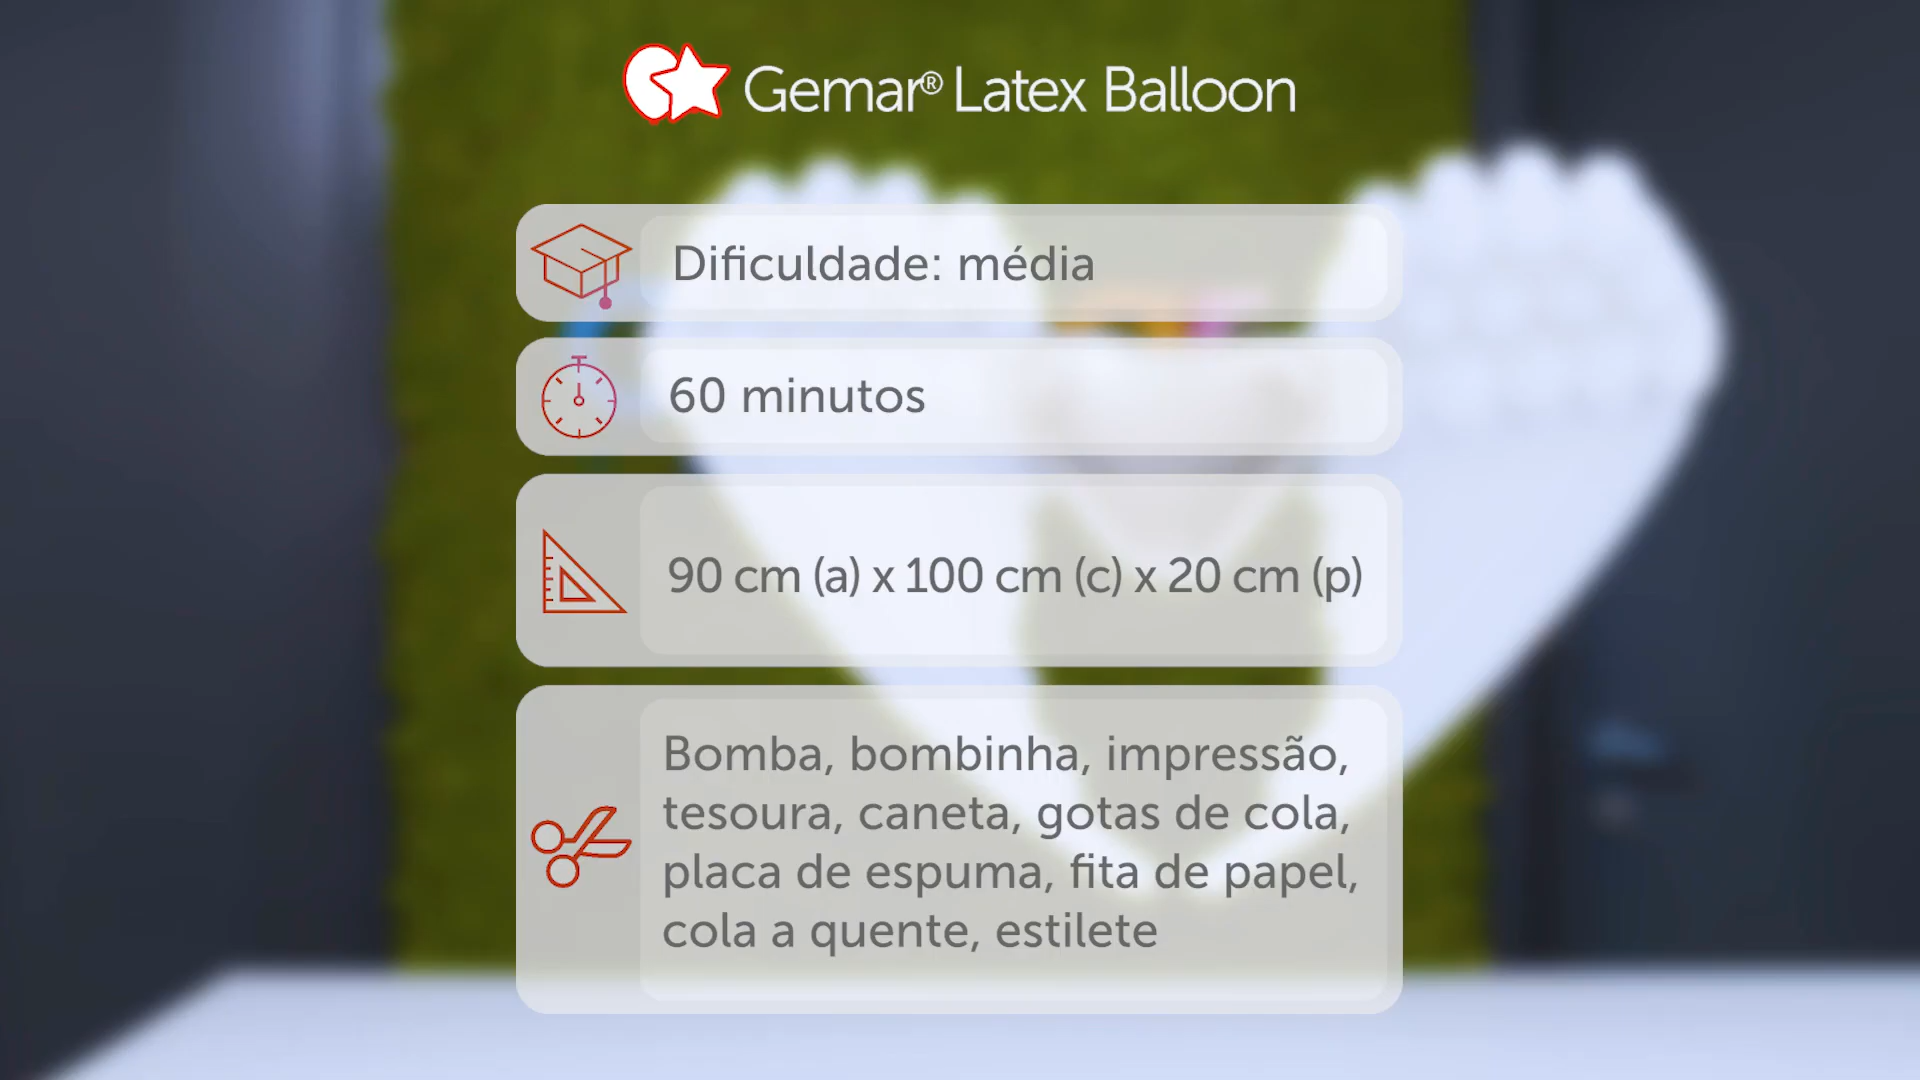 Gemar® Latex Balloon
Dificuldade: média
60 minutos
90 cm (a) x 100 cm (c) x 20 cm (p)
Bomba, bombinha, impressão,
tesoura, caneta, gotas de cola,
placa de espuma, fita de papel,
cola a quente, estilete